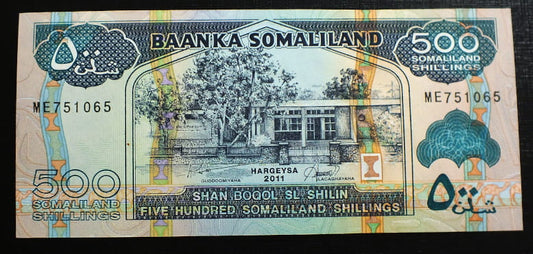 BAANKA SOMALILAND
٥٠٠
شلن
500
SOMALILAND
SHILLINGS
ME751065
ME751065
HARGEYSA
2011
GUDDOOMIYAHA
LACAGHAYAHA
500
SOMALILAND
SHILLINGS
SHAN BOQOL SL SHILIN
FIVE HUNDRED SOMALILAND SHILLINGS
٥٠٠
شلن